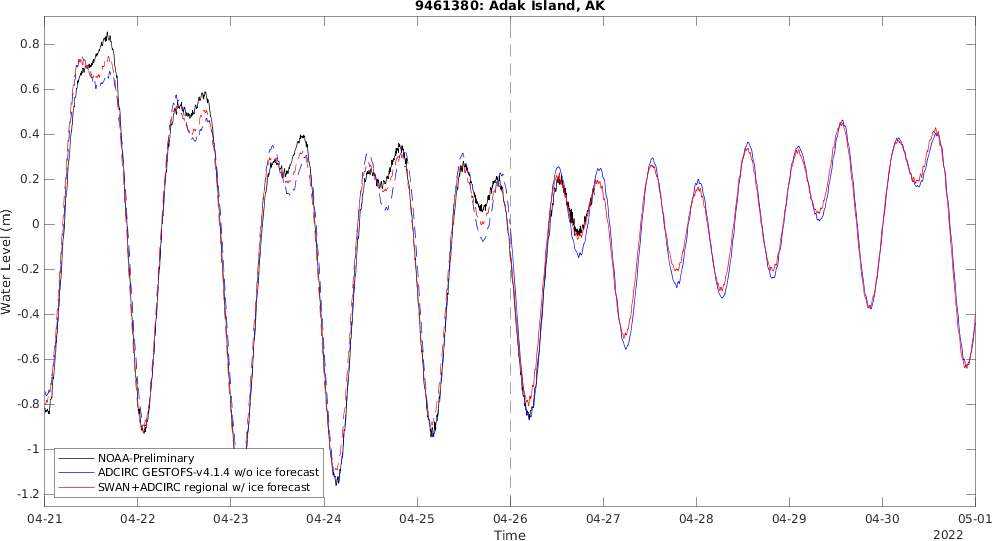 9461380: Adak Island, AK
Water Level (m)
0.8
0.6
0.4
0.2
0
-0.2
-0.4
-0.6
-0.8
-1
-1.2
NOAA-Preliminary
ADCIRC GESTOFS-v4.1.4 w/o ice forecast
SWAN+ADCIRC regional w/ ice forecast
04-21 04-22 04-23 04-24 04-25 04-26 04-27 04-28 04-29 04-30 05-01
Time
2022